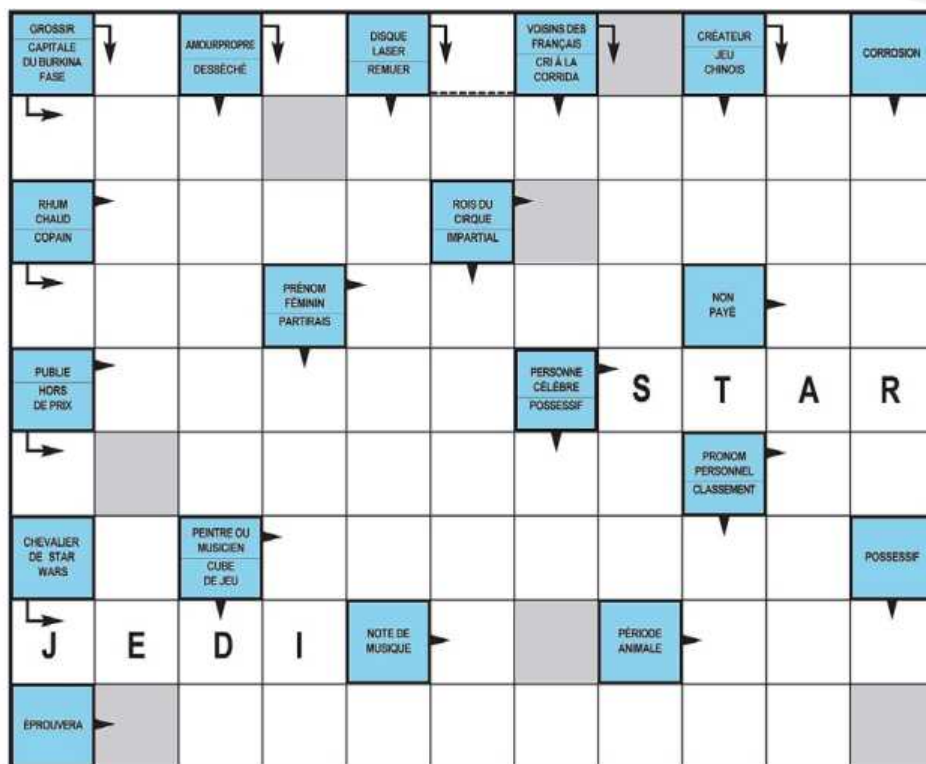 GROSSIR
CAPITALE
DU BURKINA
FASE
AMOURPROPRE
DESSÉCHÉ
DISQUE
LASER
REMUER
VOISINS DES
FRANÇAIS
CRI À LA
CORRIDA
CRÉATEUR
JEU
CHINOIS
CORROSION
RHUM
CHAUD
COPAIN
ROIS DU
CIRQUE
IMPARTIAL
PRÉNOM
FÉMININ
PARTIRAIS
NON
PAYÉ
PUBLIE
HORS
DE PRIX
PERSONNE
CÉLÈBRE
POSSESSIF
S T A R
PRONOM
PERSONNEL
CLASSEMENT
CHEVALIER
DE STAR
WARS
PEINTRE OU
MUSICIEN
CUBE
DE JEU
POSSESSIF
J E D I
NOTE DE
MUSIQUE
PÉRIODE
ANIMALE
ÉPROUVERA